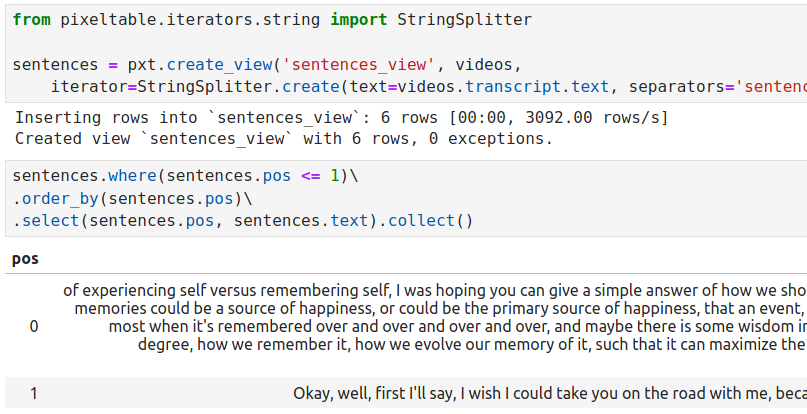 from pixeltable.iterators.string import StringSplitter
sentences = pxt.create_view('sentences_view', videos,
iterator=StringSplitter.create(text=videos.transcript.text, separators='sentenc
Inserting rows into `sentences_view`: 6 rows [00:00, 3092.00 rows/s]
Created view `sentences_view` with 6 rows, 0 exceptions.
sentences.where(sentences.pos <= 1)\
.order_by(sentences.pos)\
.select(sentences.pos, sentences.text).collect()
pos
of experiencing self versus remembering self, I was hoping you can give a simple answer of how we sho
memories could be a source of happiness, or could be the primary source of happiness, that an event,
0
most when it's remembered over and over and over and over, and maybe there is some wisdom in
degree, how we remember it, how we evolve our memory of it, such that it can maximize the
1 Okay, well, first I'll say, I wish I could take you on the road with me, beca